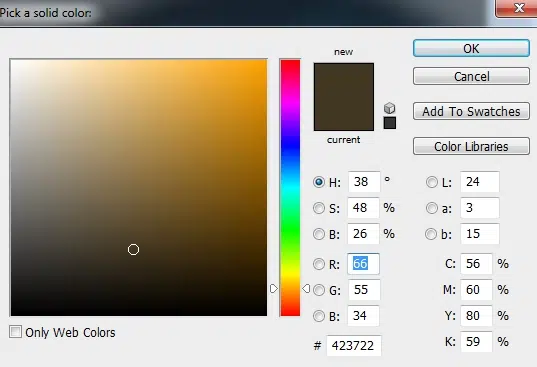 Pick a solid color:
new
current
OK
Cancel
Add To Swatches
Color Libraries
H: 38 °
S: 48 %
B: 26 %
R: 66
G: 55
B: 34
# 423722
L: 24
a: 3
b: 15
C: 56 %
M: 60 %
Y: 80 %
K: 59 %
Only Web Colors